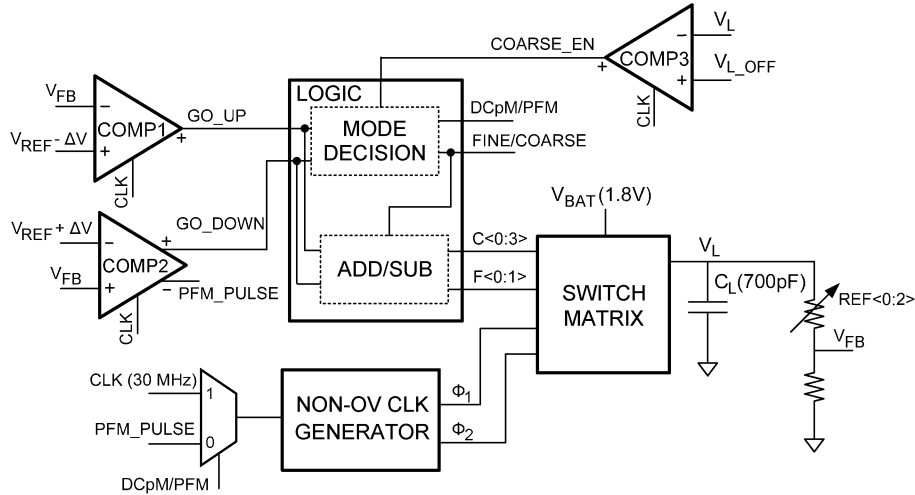 V_L
COARSE_EN
−
COMP3
V_L_OFF
+
+
CLK
LOGIC
V_FB
−
GO_UP
DCpM/PFM
COMP1
MODE
DECISION
V_REF - ΔV
+
+
FINE/COARSE
CLK
V_BAT (1.8V)
GO_DOWN
V_REF + ΔV
−
+
COMP2
C<0:3>
V_L
V_FB
+
−
PFM_PULSE
ADD/SUB
F<0:1>
SWITCH
MATRIX
C_L(700pF)
REF<0:2>
CLK
V_FB
CLK (30 MHz)
1
NON-OV CLK
GENERATOR
Φ1
PFM_PULSE
0
Φ2
DCpM/PFM